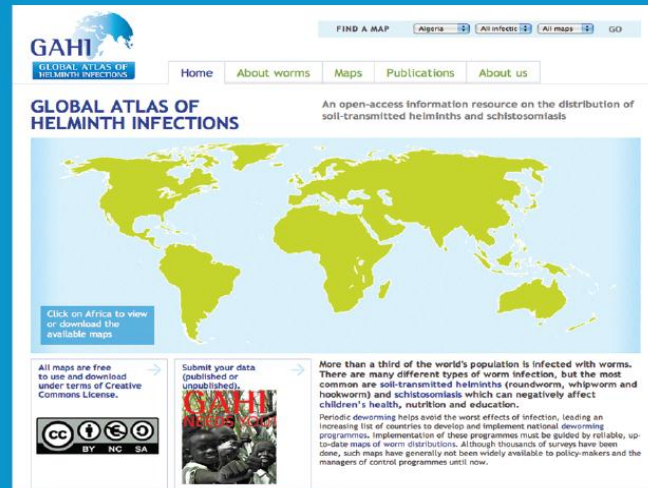 GAHI
GLOBAL ATLAS OF
HELMINTH INFECTIONS
FIND A MAP
Algeria
All infectic
All maps
GO
Home
About worms
Maps
Publications
About us
GLOBAL ATLAS OF
HELMINTH INFECTIONS
An open-access information resource on the distribution of
soil-transmitted helminths and schistosomiasis
Click on Africa to view
or download the
available maps
All maps are free
to use and download
under terms of Creative
Commons License.
cc
BY NC SA
Submit your data
(published or
unpublished).
GAHI
NEEDS YOU
More than a third of the world's population is infected with worms.
There are many different types of worm infection, but the most
common are soil-transmitted helminths (roundworm, whipworm and
hookworm) and schistosomiasis which can negatively affect
children's health, nutrition and education.
Periodic deworming helps avoid the worst effects of infection, leading an
increasing list of countries to develop and implement national deworming
programmes. Implementation of these programmes must be guided by reliable, up-
to-date maps of worm distributions. Although thousands of surveys have been
done, such maps have generally not been widely available to policy-makers and the
managers of control programmes until now.